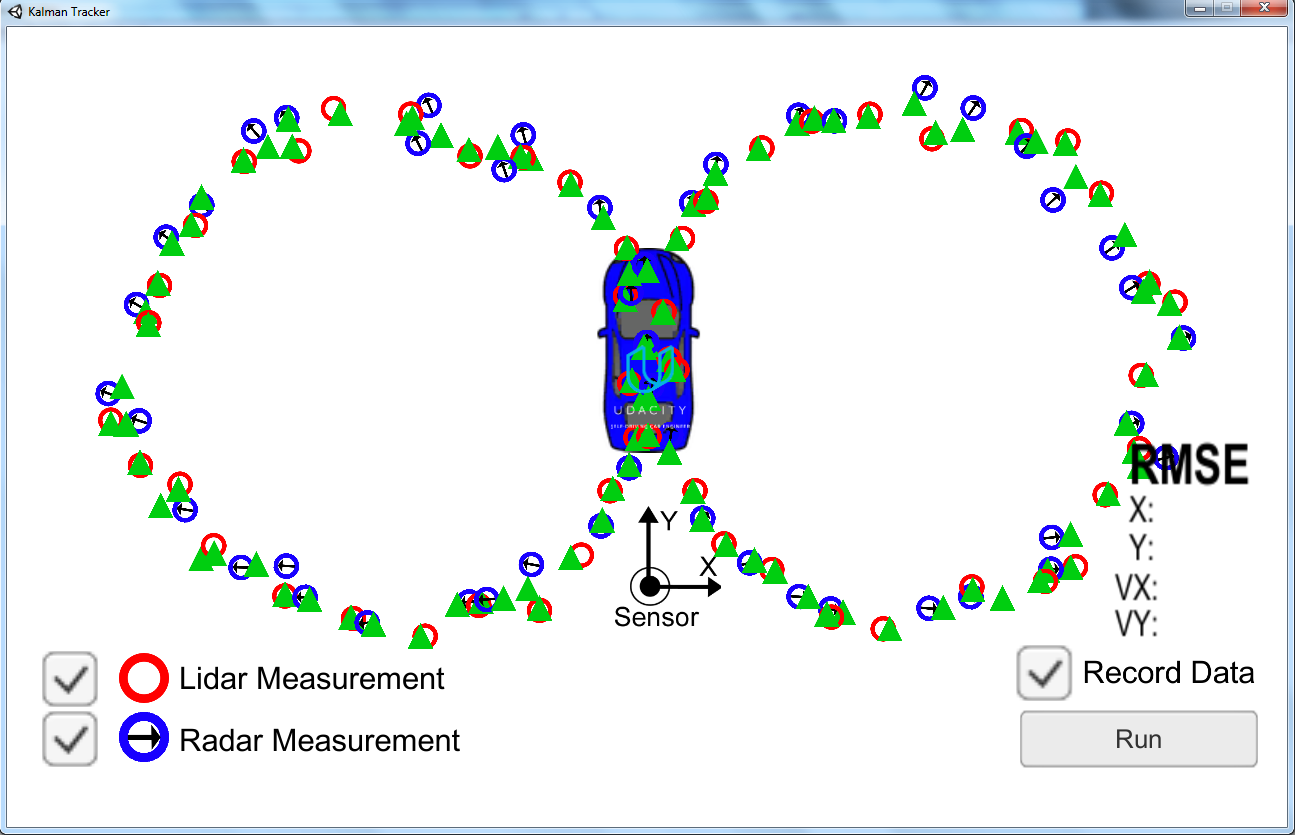 Kalman Tracker
UDACITY
SELF-DRIVING CAR ENGINEER
Y
X
Sensor
RMSE
X:
Y:
VX:
VY:
Lidar Measurement
Radar Measurement
Record Data
Run